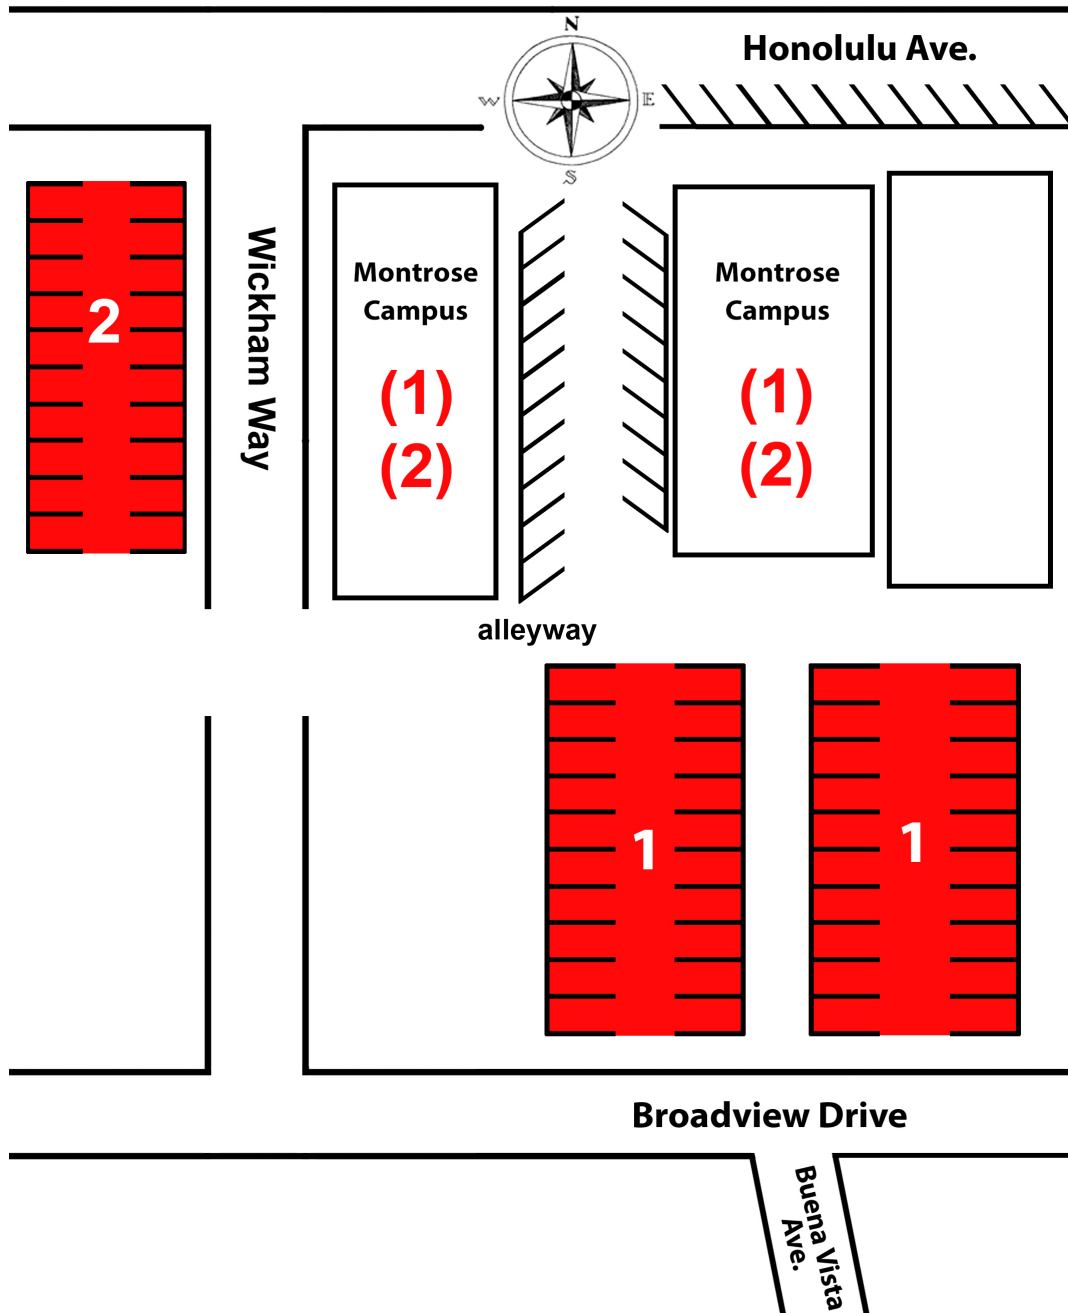 N
Honolulu Ave.
W
E
S
Wickham Way
Montrose
Campus
(1)
(2)
Montrose
Campus
(1)
(2)
2
alleyway
1
1
Broadview Drive
Buena Vista
Ave.